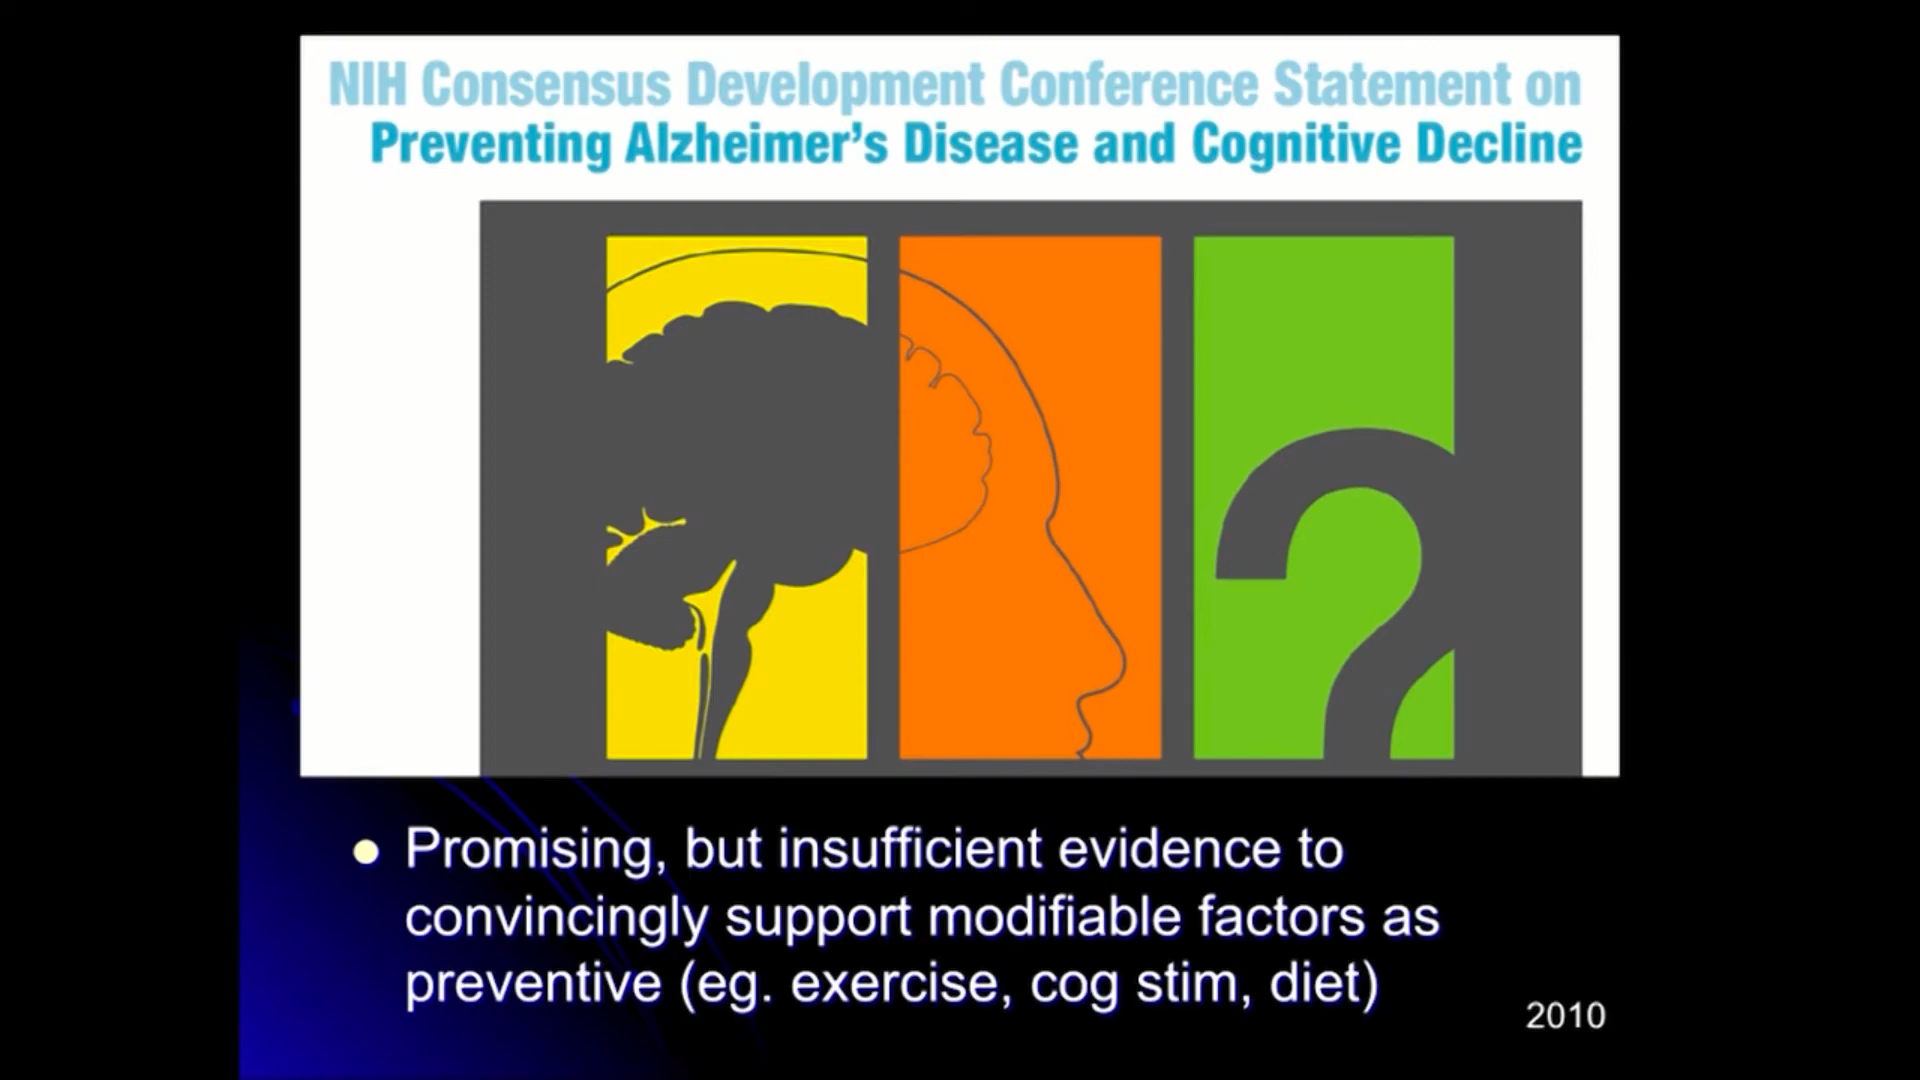 NIH Consensus Development Conference Statement on
Preventing Alzheimer's Disease and Cognitive Decline
Promising, but insufficient evidence to
convincingly support modifiable factors as
preventive (eg. exercise, cog stim, diet)
2010